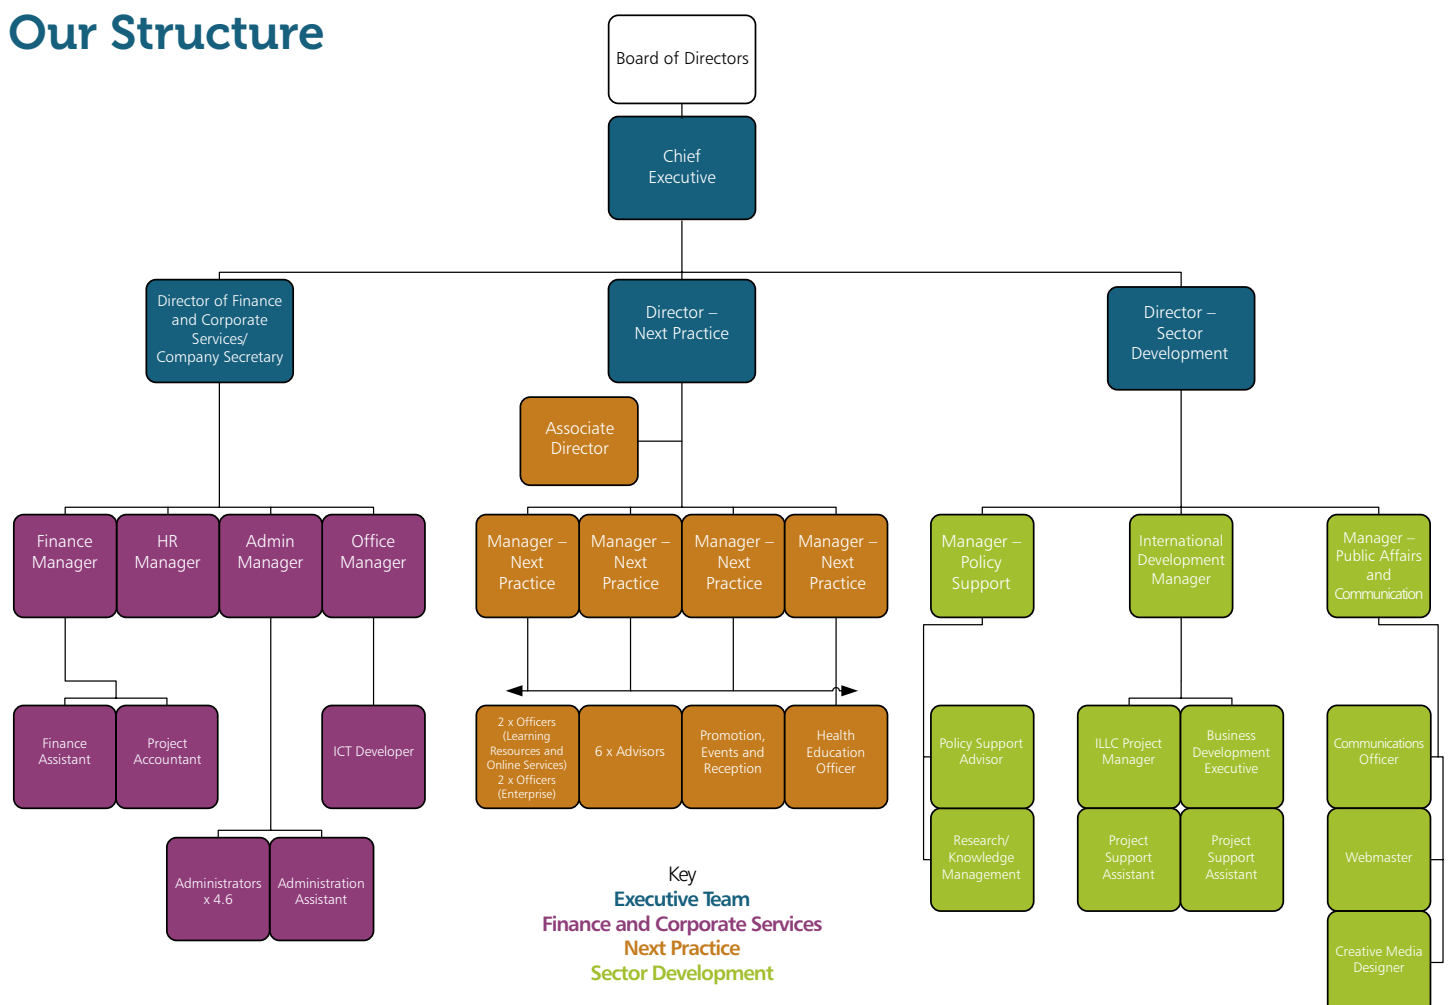 Our Structure
Board of Directors
Chief
Executive
Director of Finance
and Corporate
Services/
Company Secretary
Director –
Next Practice
Director –
Sector
Development
Associate
Director
Finance
Manager
HR
Manager
Admin
Manager
Office
Manager
Manager –
Next
Practice
Manager –
Next
Practice
Manager –
Next
Practice
Manager –
Next
Practice
Manager –
Policy
Support
International
Development
Manager
Manager –
Public Affairs
and
Communication
Finance
Assistant
Project
Accountant
ICT Developer
2 x Officers
(Learning
Resources and
Online Services)
2 x Officers
(Enterprise)
6 x Advisors
Promotion,
Events and
Reception
Health
Education
Officer
Policy Support
Advisor
ILLC Project
Manager
Business
Development
Executive
Communications
Officer
Administrators
x 4.6
Administration
Assistant
Research/
Knowledge
Management
Project
Support
Assistant
Project
Support
Assistant
Webmaster
Creative Media
Designer
Key
Executive Team
Finance and Corporate Services
Next Practice
Sector Development